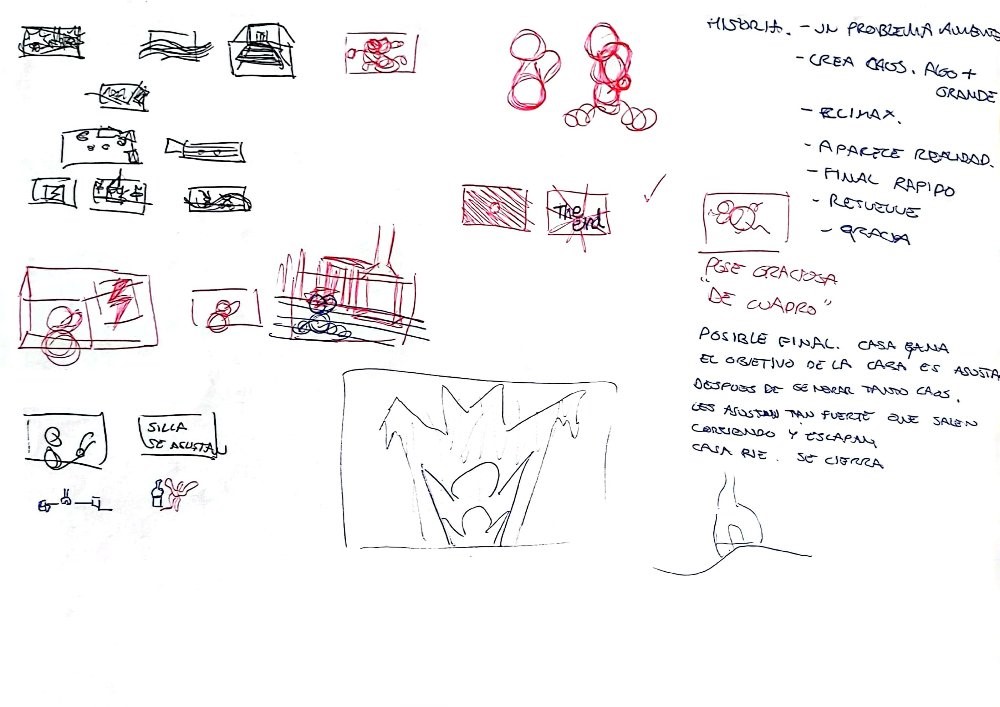 HISTORIA. - UN PROBLEMA AUMENTA
- CREA CAOS. ALGO +
GRANDE
- CLIMAX.
- APARECE REALIDAD.
- FINAL RAPIDO
- RESUELVE
- GRACIA
The
end
POSE GRACIOSA
"DE CUADRO"
POSIBLE FINAL. CASA GANA
EL OBJETIVO DE LA CASA ES ASUSTA
DESPUES DE GENERAR TANTO CAOS.
LES ASUSTAN TAN FUERTE QUE SALEN
CORRIENDO Y ESCAPAN
CASA RIE. SE CIERRA
SILLA
SE ASUSTA